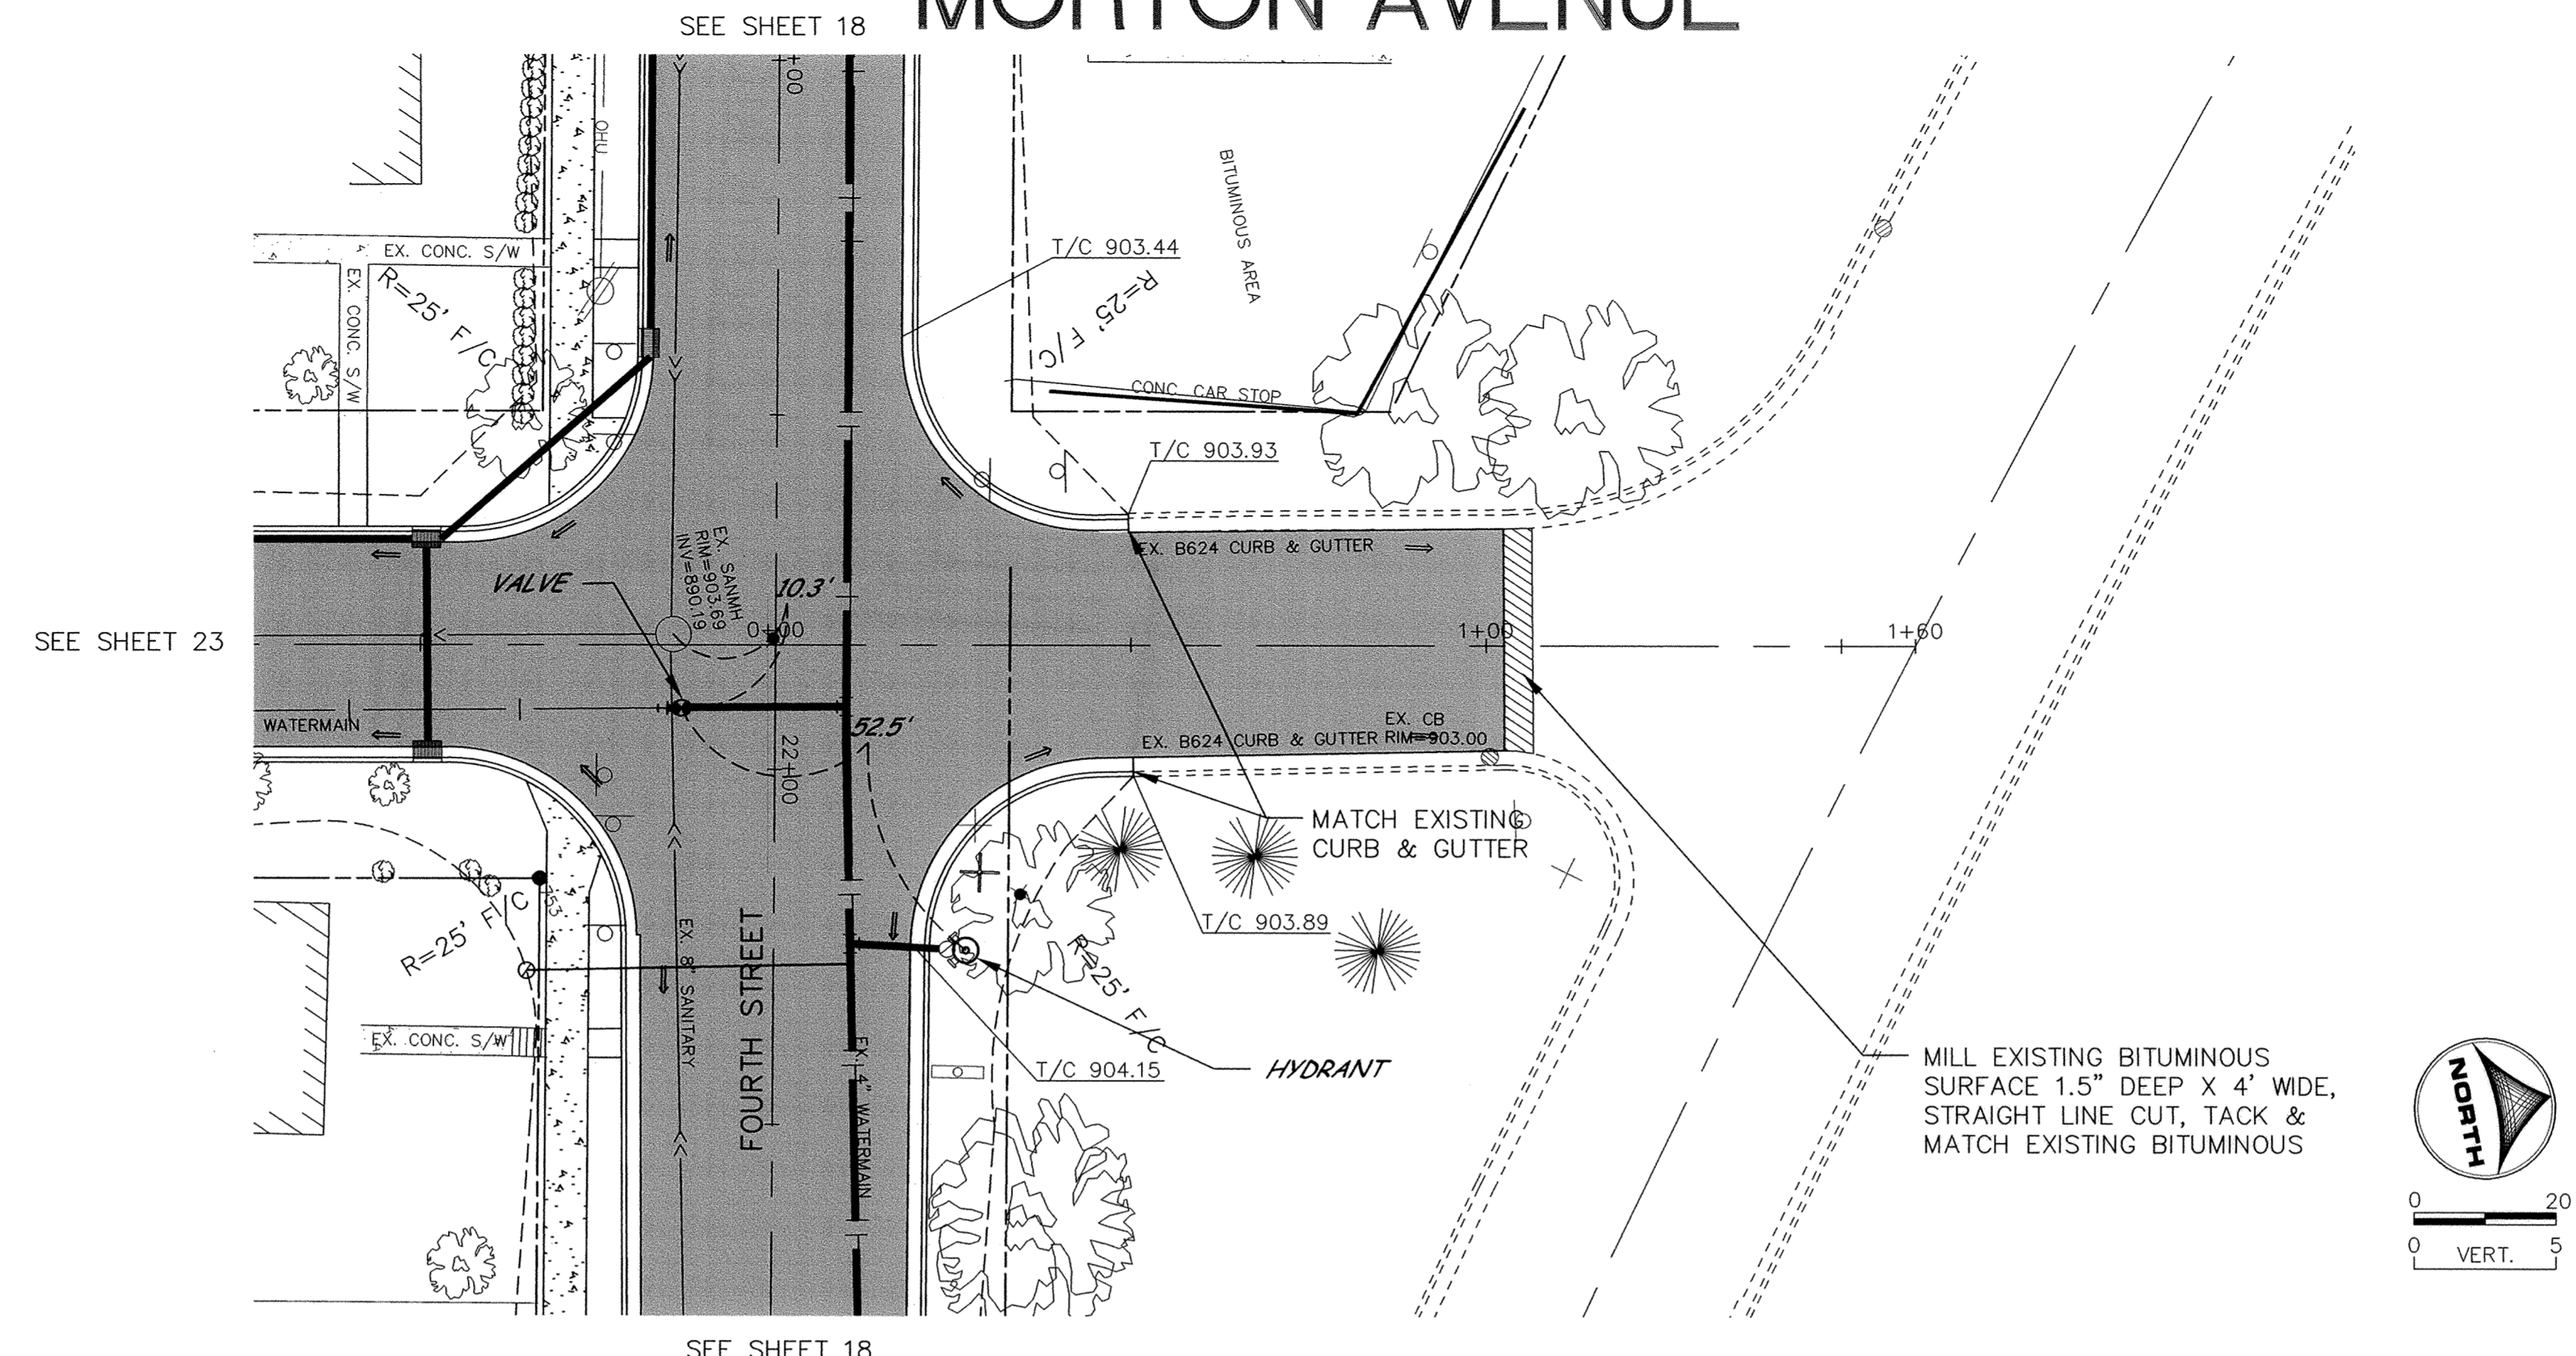 MORTON AVENUE
SEE SHEET 18
+00
OHU
BITUMINOUS AREA
EX. CONC. S/W
EX. CONC. S/W
R=25' F/C
T/C 903.44
R=25' F/C
CONC CAR STOP
T/C 903.93
EX. SANMH
RIM=903.69
INV=890.19
EX. B624 CURB & GUTTER
VALVE
10.3'
0+00
1+00
1+60
SEE SHEET 23
WATERMAIN
52.5'
22+00
EX. CB
RIM=903.00
EX. B624 CURB & GUTTER
MATCH EXISTING
CURB & GUTTER
R=25' F/C
53
T/C 903.89
R=25' F/C
EX. 8" SANITARY
FOURTH STREET
EX. CONC. S/W
EX. 4" WATERMAIN
T/C 904.15
HYDRANT
MILL EXISTING BITUMINOUS
SURFACE 1.5" DEEP X 4' WIDE,
STRAIGHT LINE CUT, TACK &
MATCH EXISTING BITUMINOUS
NORTH
0 20
0 5
VERT.
SEE SHEET 18